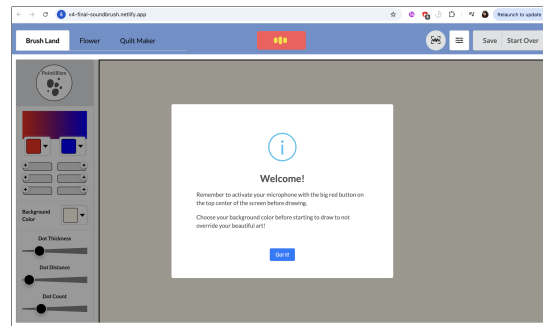 v4-final-soundbrush.netlify.app
Relaunch to update
Brush Land
Flower
Quilt Maker
Save
Start Over
Pointillism
Welcome!
Remember to activate your microphone with the big red button on
the top center of the screen before drawing.
Choose your background color before starting to draw to not
override your beautiful art!
Got it!
Background
Color
Dot Thickness
Dot Distance
Dot Count